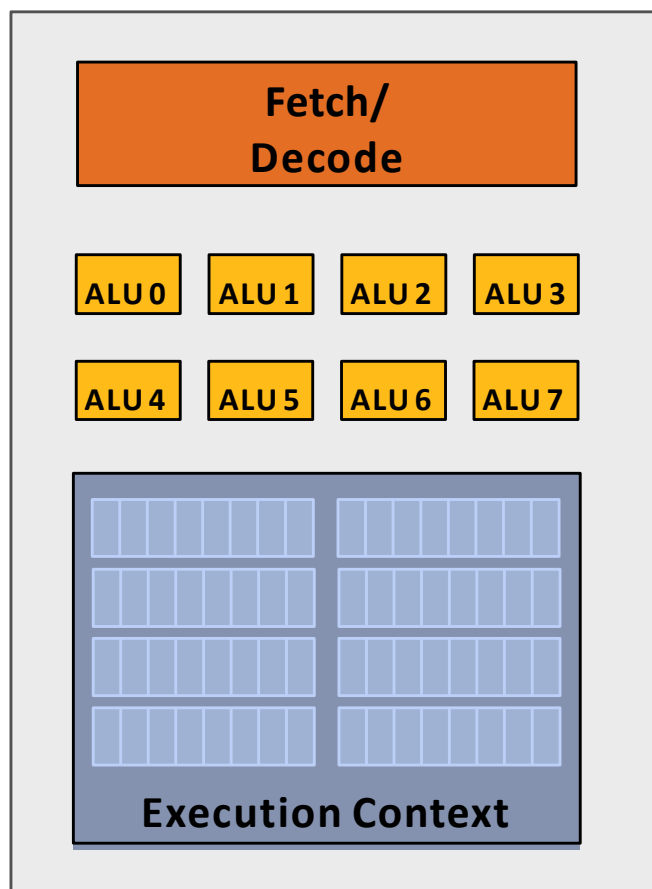 Fetch/
Decode
ALU 0 ALU 1 ALU 2 ALU 3
ALU 4 ALU 5 ALU 6 ALU 7
Execution Context